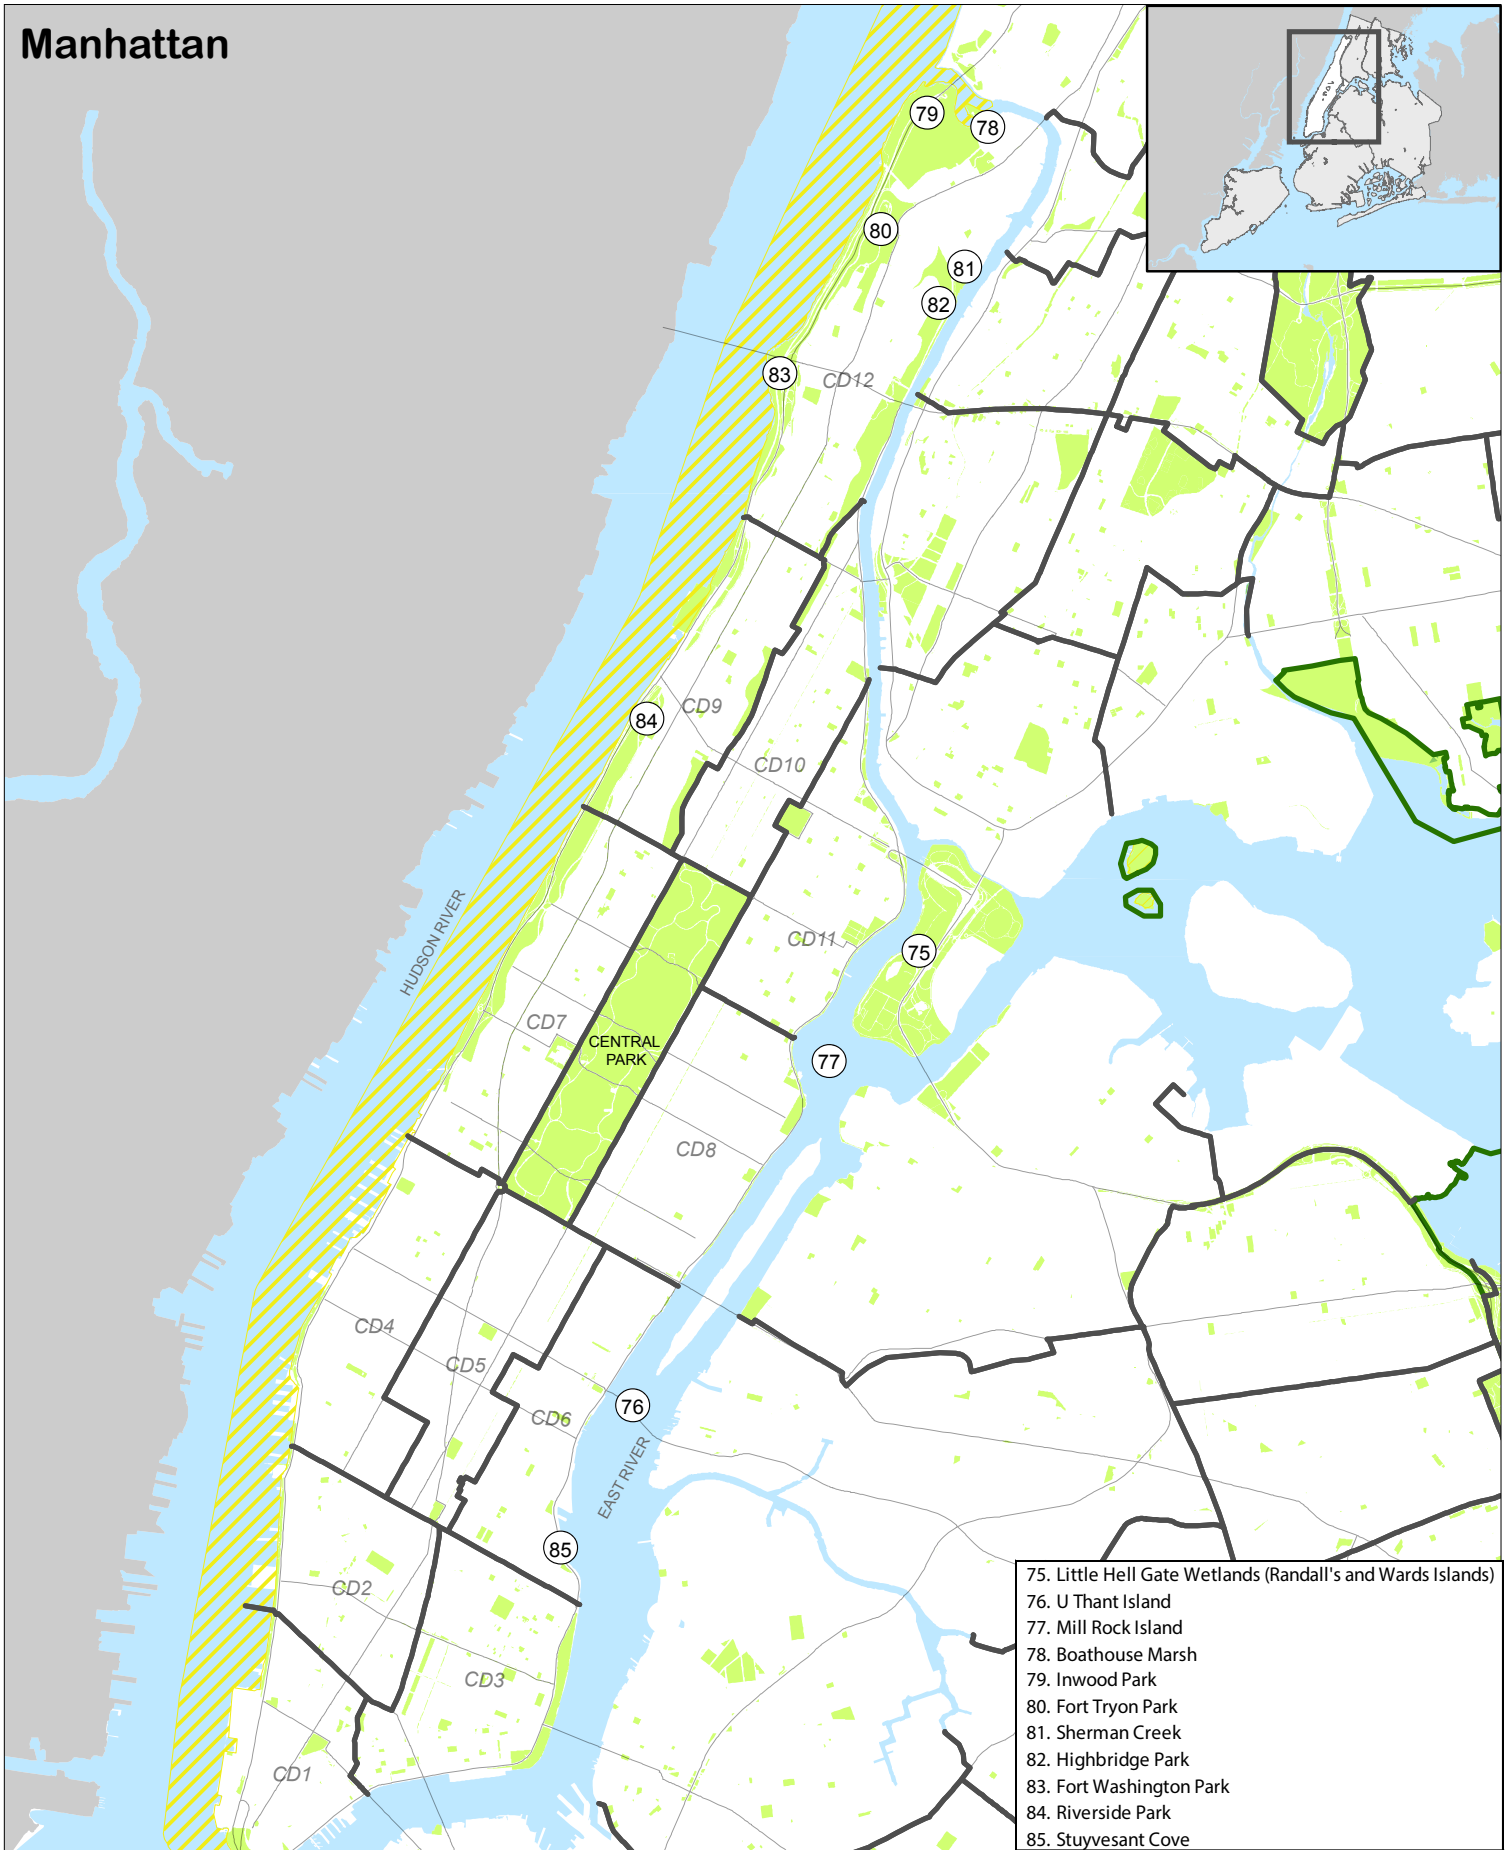 Manhattan
79
78
80
81
82
83
CD12
84
CD9
CD10
HUDSON RIVER
CD11
75
CD7
CENTRAL
PARK
77
CD8
CD4
CD5
76
CD6
EAST RIVER
85
CD2
CD3
CD1
75. Little Hell Gate Wetlands (Randall's and Wards Islands)
76. U Thant Island
77. Mill Rock Island
78. Boathouse Marsh
79. Inwood Park
80. Fort Tryon Park
81. Sherman Creek
82. Highbridge Park
83. Fort Washington Park
84. Riverside Park
85. Stuyvesant Cove